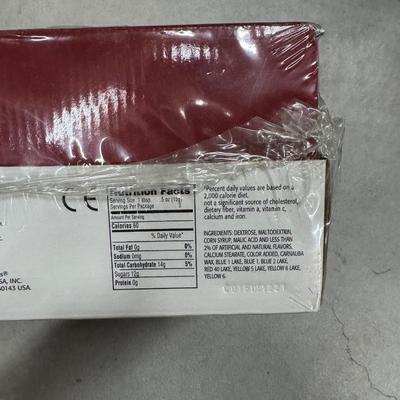 CE
Nutrition Facts
Serving Size 1 tbsp .5 oz (12g)
Servings Per Package
Amount Per Serving
Calories 60
% Daily Value*
Total Fat 0g 0%
Sodium 0mg 0%
Total Carbohydrate 14g 5%
Sugars 12g
Protein 0g
*Percent daily values are based on a
2,000 calorie diet.
not a significant source of cholesterol,
dietary fiber, vitamin a, vitamin c,
calcium and iron.
INGREDIENTS: DEXTROSE, MALTODEXTRIN,
CORN SYRUP, MALIC ACID AND LESS THAN
2% OF ARTIFICIAL AND NATURAL FLAVORS,
CALCIUM STEARATE, COLOR ADDED, CARNAUBA
WAX, BLUE 1 LAKE, BLUE 1, BLUE 2 LAKE,
RED 40 LAKE, YELLOW 5 LAKE, YELLOW 6 LAKE,
YELLOW 6.
SA, INC.
0143 USA.